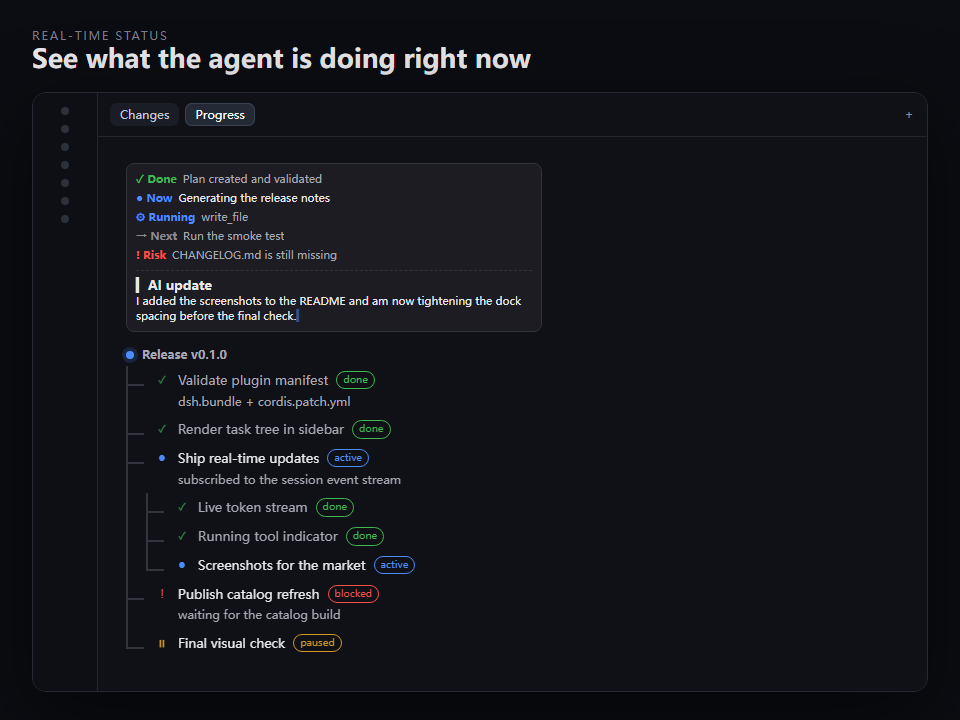 REAL-TIME STATUS
See what the agent is doing right now
Changes Progress +
✓ Done Plan created and validated
● Now Generating the release notes
⚙ Running write_file
→ Next Run the smoke test
! Risk CHANGELOG.md is still missing
AI update
I added the screenshots to the README and am now tightening the dock
spacing before the final check.
Release v0.1.0
✓ Validate plugin manifest done
dsh.bundle + cordis.patch.yml
✓ Render task tree in sidebar done
● Ship real-time updates active
subscribed to the session event stream
✓ Live token stream done
✓ Running tool indicator done
● Screenshots for the market active
! Publish catalog refresh blocked
waiting for the catalog build
⏸ Final visual check paused